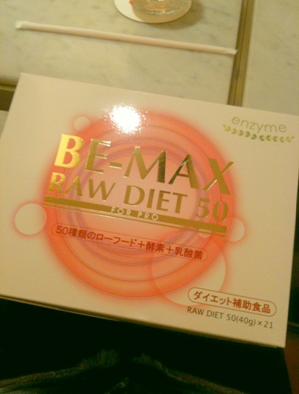 enzyme
BE-MAX
RAW DIET 50
FOR PRO
50種類のローフード+酵素+乳酸菌
ダイエット補助食品
RAW DIET 50(40g)×21